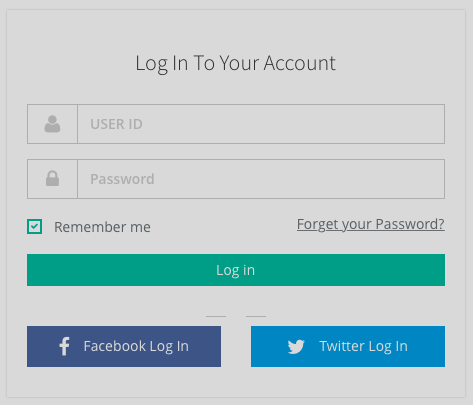 Log In To Your Account
USER ID
Password
Remember me
Forget your Password?
Log in
Facebook Log In
Twitter Log In